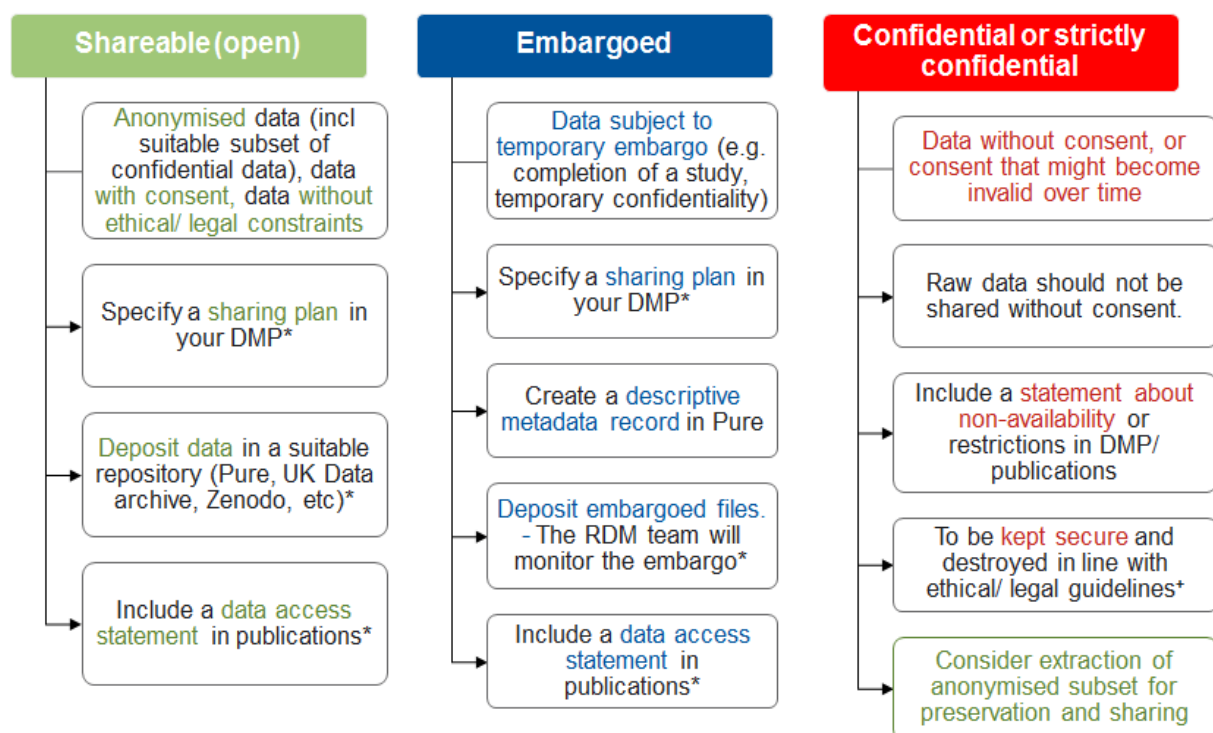 Shareable (open)
Anonymised data (incl
suitable subset of
confidential data), data
with consent, data without
ethical/ legal constraints
Specify a sharing plan in
your DMP*
Deposit data in a suitable
repository (Pure, UK Data
archive, Zenodo, etc)*
Include a data access
statement in publications*
Embargoed
Data subject to
temporary embargo (e.g.
completion of a study,
temporary confidentiality)
Specify a sharing plan in
your DMP*
Create a descriptive
metadata record in Pure
Deposit embargoed files.
- The RDM team will
monitor the embargo*
Include a data access
statement in
publications*
Confidential or strictly
confidential
Data without consent, or
consent that might become
invalid over time
Raw data should not be
shared without consent.
Include a statement about
non-availability or
restrictions in DMP/
publications
To be kept secure and
destroyed in line with
ethical/ legal guidelines⁺
Consider extraction of
anonymised subset for
preservation and sharing